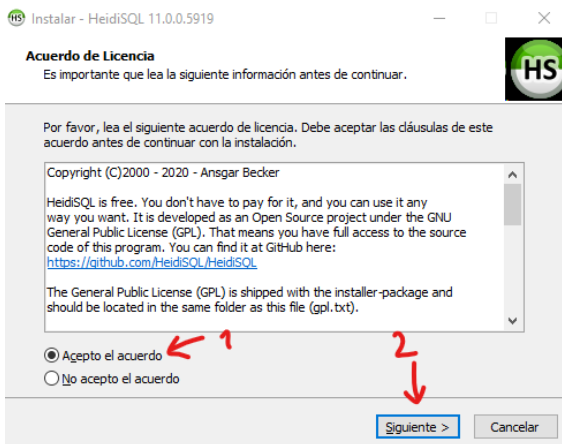 HS Instalar - HeidiSQL 11.0.0.5919
Acuerdo de Licencia
Es importante que lea la siguiente información antes de continuar.
HS
Por favor, lea el siguiente acuerdo de licencia. Debe aceptar las cláusulas de este
acuerdo antes de continuar con la instalación.
Copyright (C)2000 - 2020 - Ansgar Becker
HeidiSQL is free. You don't have to pay for it, and you can use it any
way you want. It is developed as an Open Source project under the GNU
General Public License (GPL). That means you have full access to the source
code of this program. You can find it at GitHub here:
https://github.com/HeidiSQL/HeidiSQL
The General Public License (GPL) is shipped with the installer-package and
should be located in the same folder as this file (gpl.txt).
Acepto el acuerdo 1
2
No acepto el acuerdo
Siguiente > Cancelar